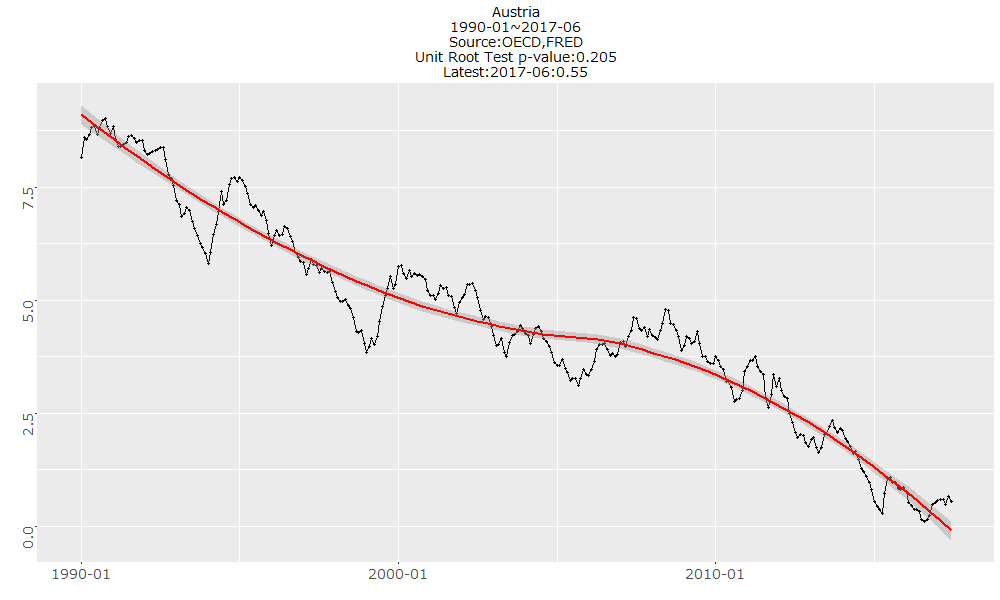 Austria
1990-01~2017-06
Source:OECD,FRED
Unit Root Test p-value:0.205
Latest:2017-06:0.55
7.5
5.0
2.5
0.0
1990-01
2000-01
2010-01